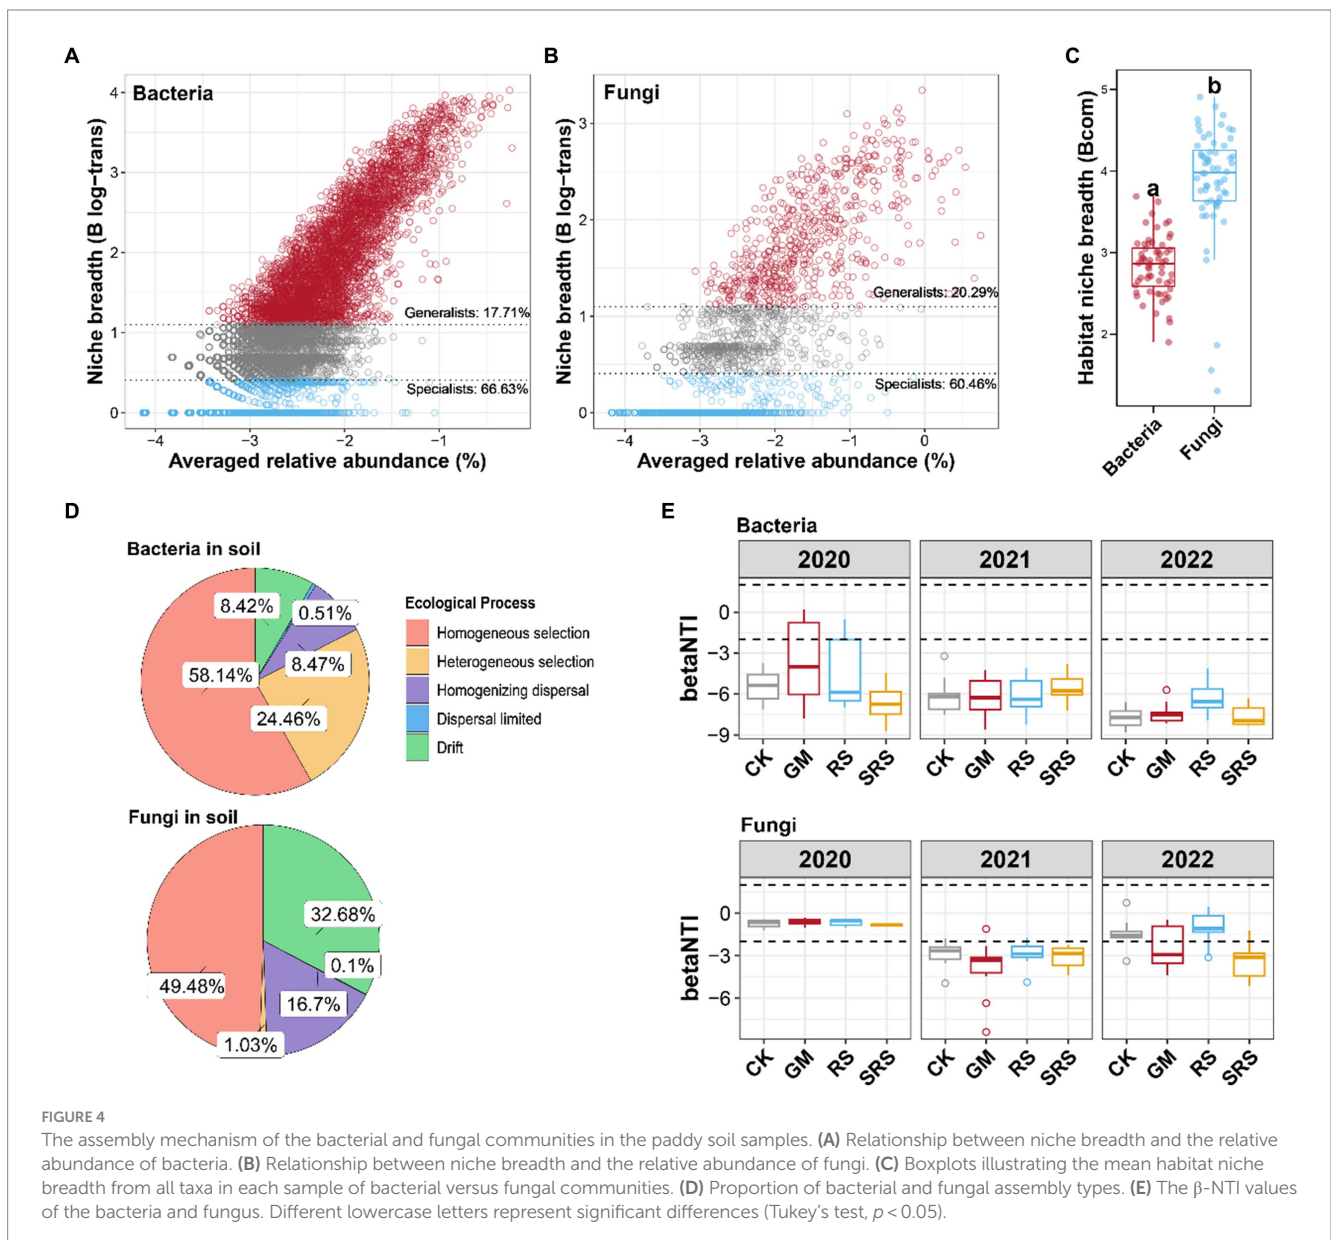 A
Bacteria
Niche breadth (B log−trans)
4
3
2
1
0
Generalists: 17.71%
Specialists: 66.63%
−4
−3
−2
−1
Averaged relative abundance (%)
B
Fungi
Niche breadth (B log−trans)
3
2
1
0
Generalists: 20.29%
Specialists: 60.46%
−4
−3
−2
−1
0
Averaged relative abundance (%)
C
Habitat niche breadth (Bcom)
5
4
3
2
a
b
Bacteria
Fungi
D
Bacteria in soil
8.42%
0.51%
8.47%
58.14%
24.46%
Ecological Process
Homogeneous selection
Heterogeneous selection
Homogenizing dispersal
Dispersal limited
Drift
Fungi in soil
32.68%
0.1%
49.48%
16.7%
1.03%
E
Bacteria
2020
2021
2022
betaNTI
0
−3
−6
−9
CK
GM
RS
SRS
CK
GM
RS
SRS
CK
GM
RS
SRS
Fungi
2020
2021
2022
betaNTI
0
−3
−6
CK
GM
RS
SRS
CK
GM
RS
SRS
CK
GM
RS
SRS
FIGURE 4
The assembly mechanism of the bacterial and fungal communities in the paddy soil samples. (A) Relationship between niche breadth and the relative
abundance of bacteria. (B) Relationship between niche breadth and the relative abundance of fungi. (C) Boxplots illustrating the mean habitat niche
breadth from all taxa in each sample of bacterial versus fungal communities. (D) Proportion of bacterial and fungal assembly types. (E) The β-NTI values
of the bacteria and fungus. Different lowercase letters represent significant differences (Tukey’s test, p < 0.05).